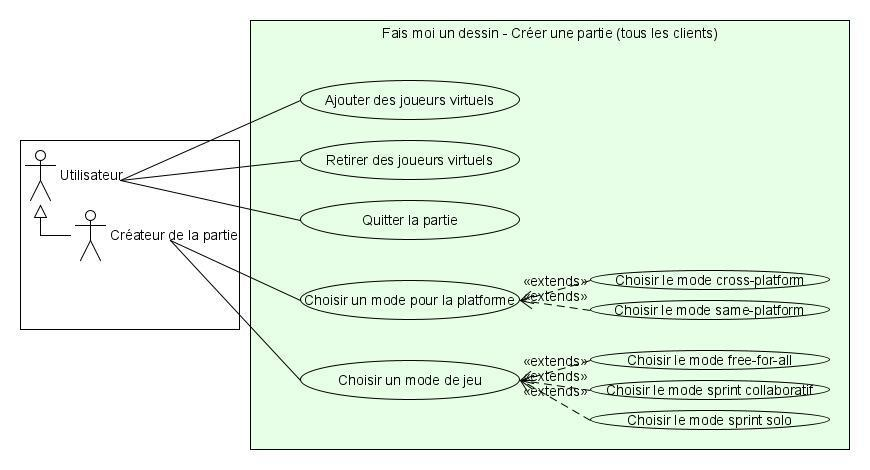 Fais moi un dessin - Créer une partie (tous les clients)
Ajouter des joueurs virtuels
Retirer des joueurs virtuels
Utilisateur
Quitter la partie
Créateur de la partie
Choisir un mode pour la platforme
«extends»
Choisir le mode cross-platform
«extends»
Choisir le mode same-platform
Choisir un mode de jeu
«extends»
Choisir le mode free-for-all
«extends»
Choisir le mode sprint collaboratif
«extends»
Choisir le mode sprint solo